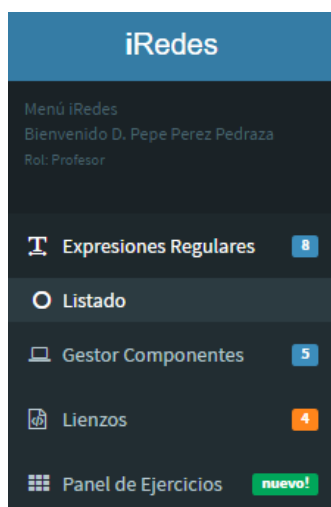 iRedes
Menú iRedes
Bienvenido D. Pepe Perez Pedraza
Rol: Profesor
Expresiones Regulares 8
Listado
Gestor Componentes 5
Lienzos 4
Panel de Ejercicios nuevo!